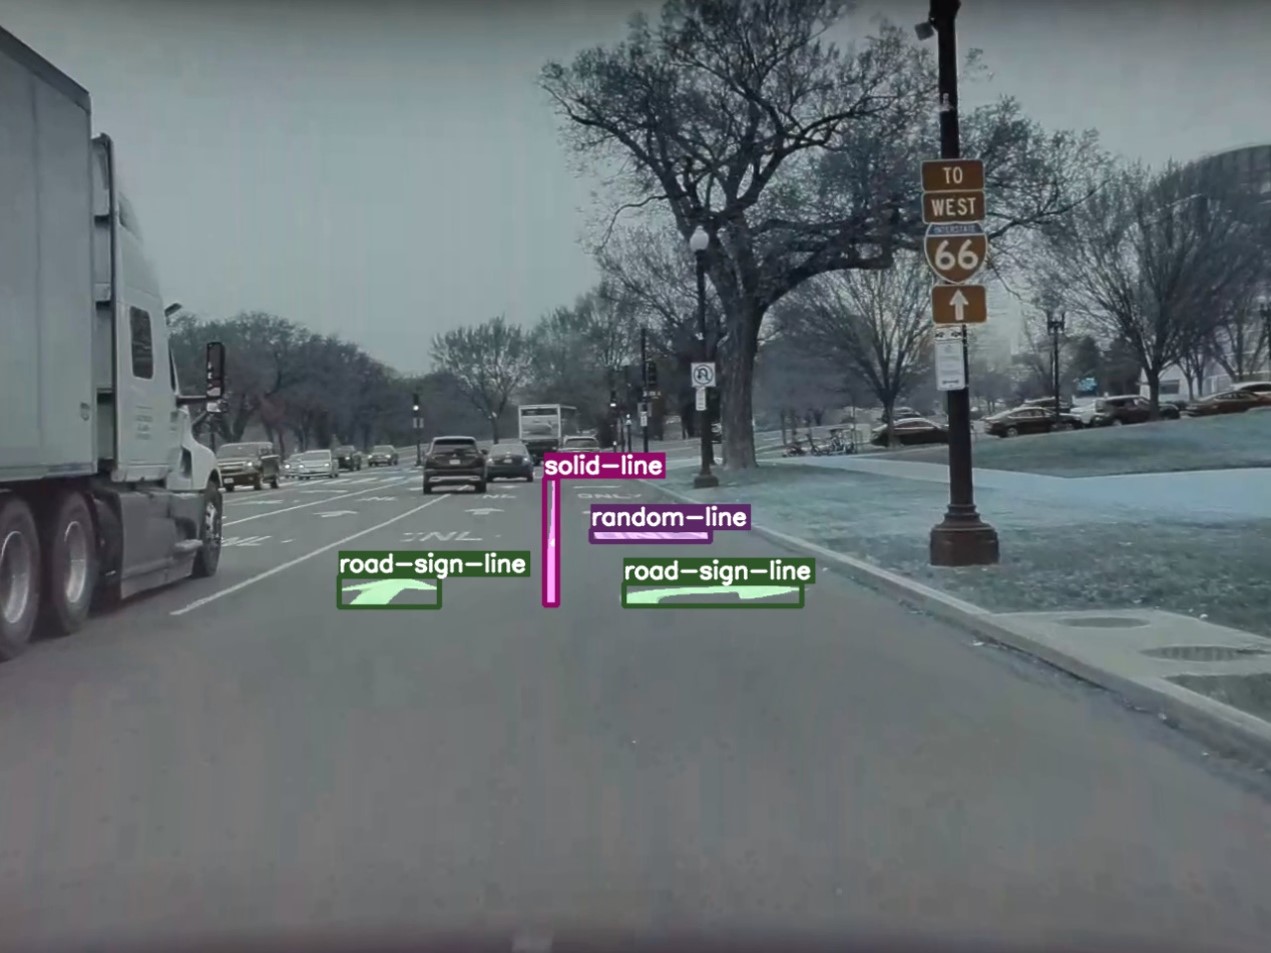 TO
WEST
INTERSTATE
66
solid-line
ONLY
random-line
road-sign-line
road-sign-line